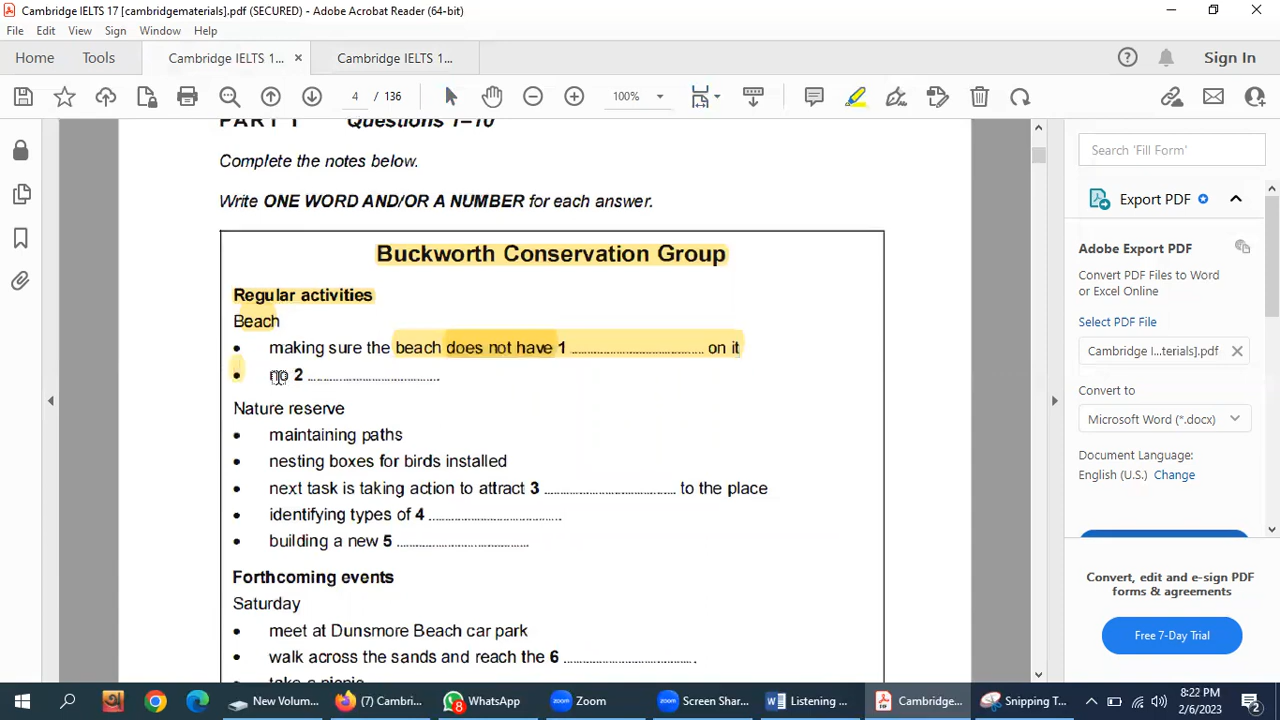 Cambridge IELTS 17 [cambridgematerials].pdf (SECURED) - Adobe Acrobat Reader (64-bit)
File Edit View Sign Window Help
Home Tools Cambridge IELTS 1... × Cambridge IELTS 1... Sign In
4 / 136 100%
Search 'Fill Form'
PART 1 Questions 1–10
Complete the notes below.
Write ONE WORD AND/OR A NUMBER for each answer.
Buckworth Conservation Group
Regular activities
Beach
• making sure the beach does not have 1 ........................................ on it
• no 2 ........................................
Nature reserve
• maintaining paths
• nesting boxes for birds installed
• next task is taking action to attract 3 ........................................ to the place
• identifying types of 4 ........................................
• building a new 5 ........................................
Forthcoming events
Saturday
• meet at Dunsmore Beach car park
• walk across the sands and reach the 6 ........................................
take a picnic
Export PDF
Adobe Export PDF
Convert PDF Files to Word
or Excel Online
Select PDF File
Cambridge I...terials].pdf
Convert to
Microsoft Word (*.docx)
Document Language:
English (U.S.) Change
Convert, edit and e-sign PDF
forms & agreements
Free 7-Day Trial
New Volum... (7) Cambri... WhatsApp 8 zoom Zoom zoom Screen Shar... Listening ... Cambridge... Snipping T...
8:22 PM
2/6/2023
2